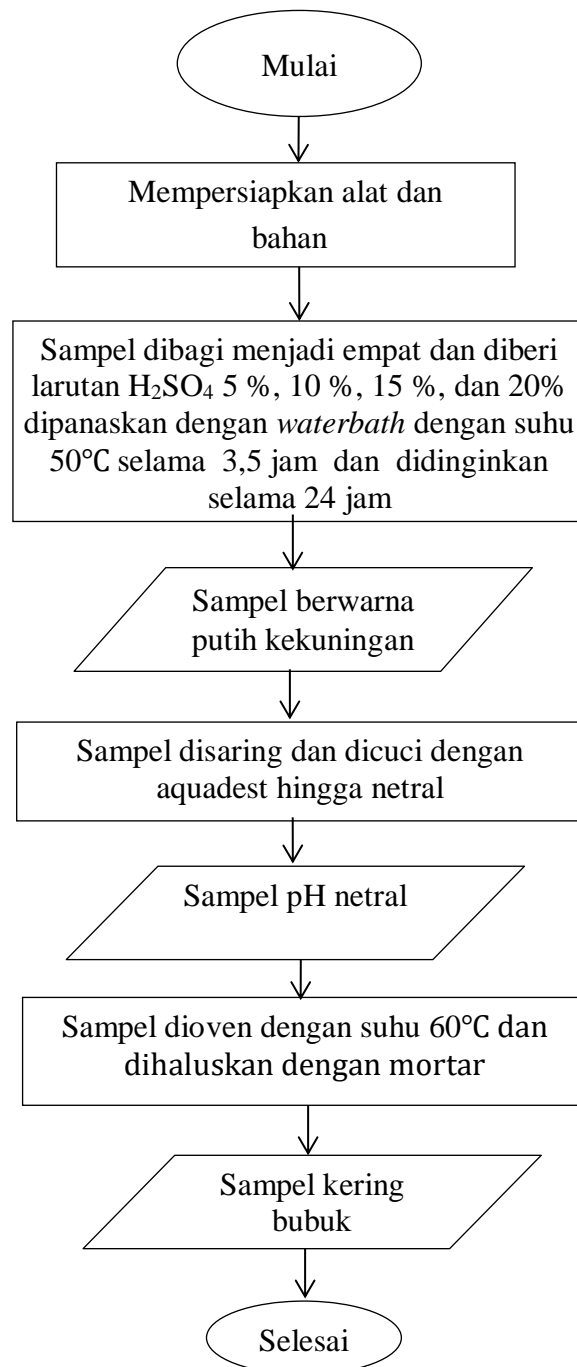 Mulai
Mempersiapkan alat dan
bahan
Sampel dibagi menjadi empat dan diberi
larutan H₂SO₄ 5 %, 10 %, 15 %, dan 20%
dipanaskan dengan waterbath dengan suhu
50℃ selama 3,5 jam dan didinginkan
selama 24 jam
Sampel berwarna
putih kekuningan
Sampel disaring dan dicuci dengan
aquadest hingga netral
Sampel pH netral
Sampel dioven dengan suhu 60℃ dan
dihaluskan dengan mortar
Sampel kering
bubuk
Selesai